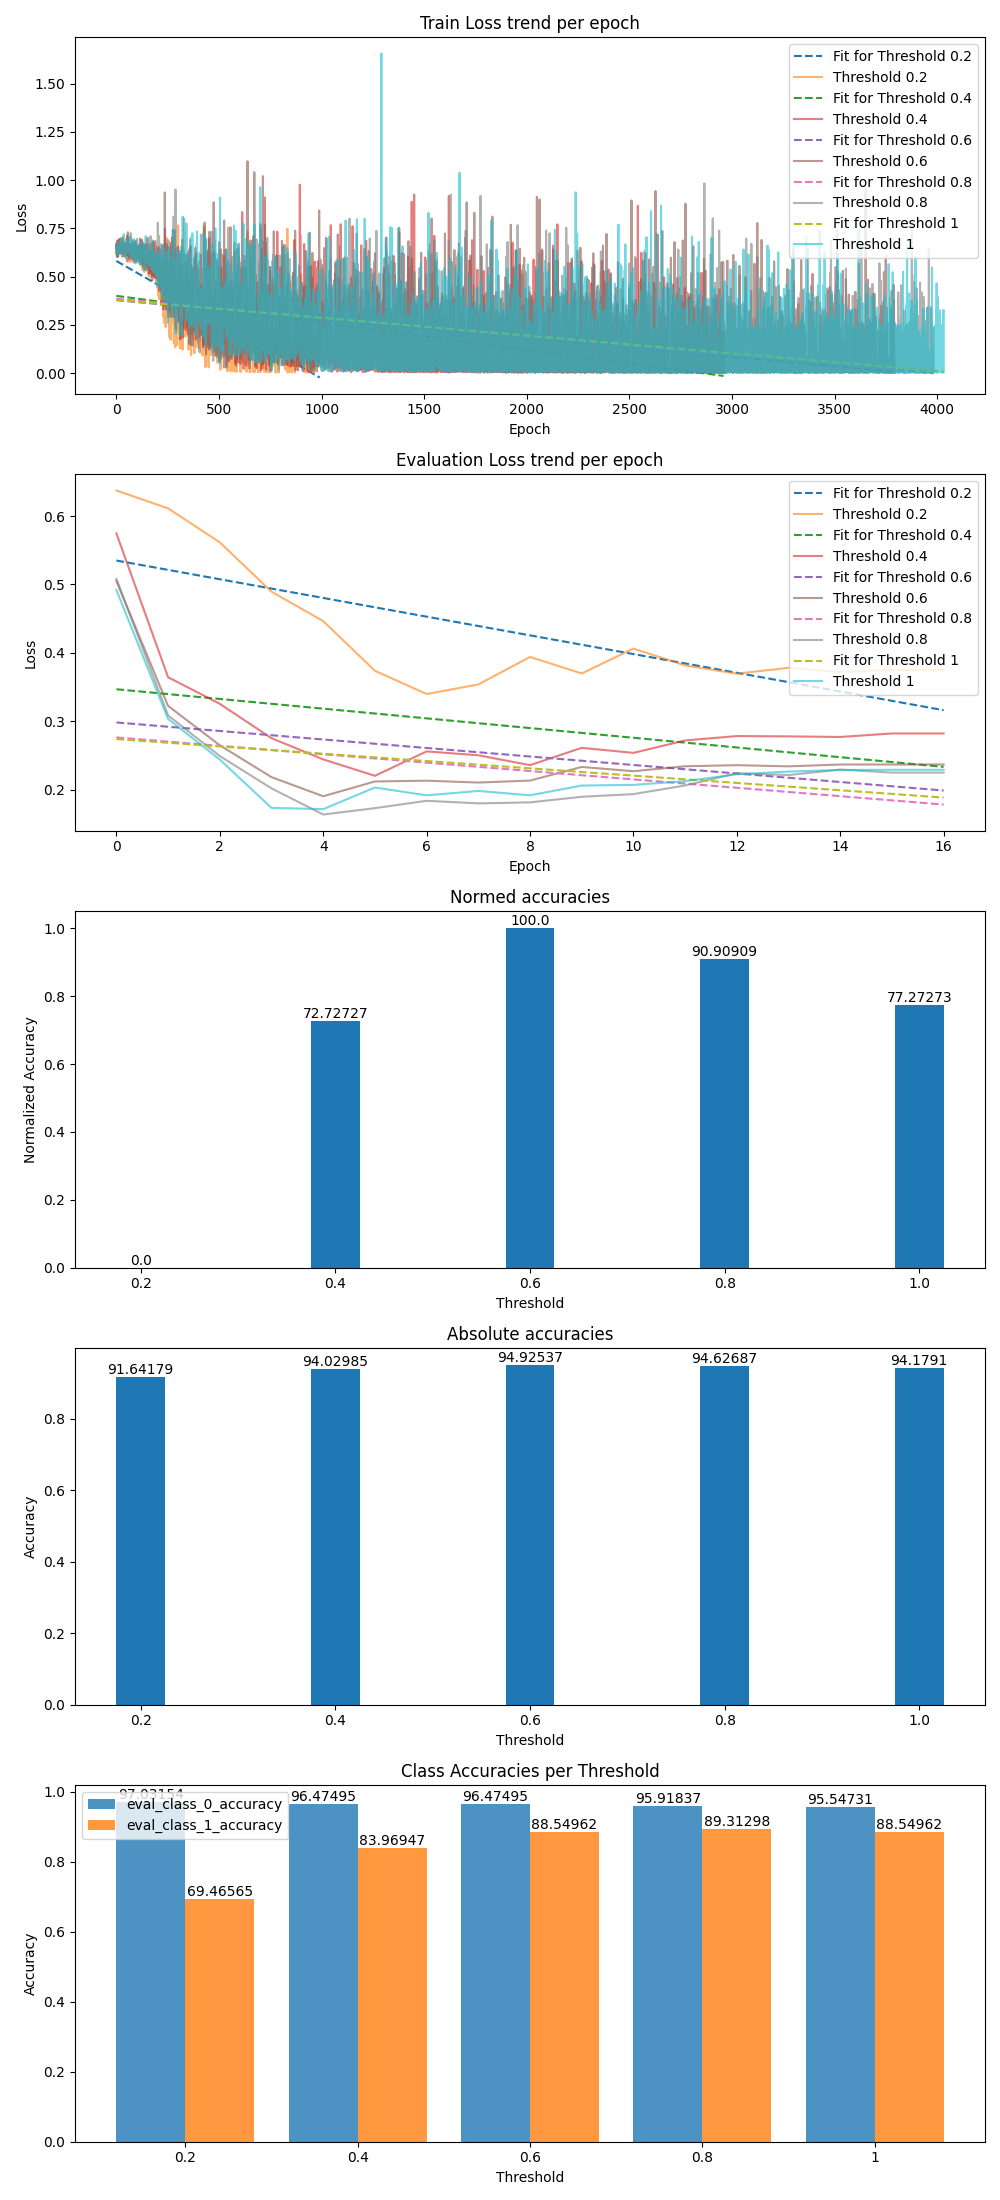 Train Loss trend per epoch
Loss
1.50
1.25
1.00
0.75
0.50
0.25
0.00
Fit for Threshold 0.2
Threshold 0.2
Fit for Threshold 0.4
Threshold 0.4
Fit for Threshold 0.6
Threshold 0.6
Fit for Threshold 0.8
Threshold 0.8
Fit for Threshold 1
Threshold 1
0 500 1000 1500 2000 2500 3000 3500 4000
Epoch
Evaluation Loss trend per epoch
Loss
0.6
0.5
0.4
0.3
0.2
Fit for Threshold 0.2
Threshold 0.2
Fit for Threshold 0.4
Threshold 0.4
Fit for Threshold 0.6
Threshold 0.6
Fit for Threshold 0.8
Threshold 0.8
Fit for Threshold 1
Threshold 1
0 2 4 6 8 10 12 14 16
Epoch
Normed accuracies
Normalized Accuracy
1.0
0.8
0.6
0.4
0.2
0.0
0.0 72.72727 100.0 90.90909 77.27273
0.2 0.4 0.6 0.8 1.0
Threshold
Absolute accuracies
Accuracy
0.8
0.6
0.4
0.2
0.0
91.64179 94.02985 94.92537 94.62687 94.1791
0.2 0.4 0.6 0.8 1.0
Threshold
Class Accuracies per Threshold
Accuracy
1.0
0.8
0.6
0.4
0.2
0.0
eval_class_0_accuracy
eval_class_1_accuracy
97.03154 96.47495 96.47495 95.91837 95.54731
69.46565 83.96947 88.54962 89.31298 88.54962
0.2 0.4 0.6 0.8 1
Threshold